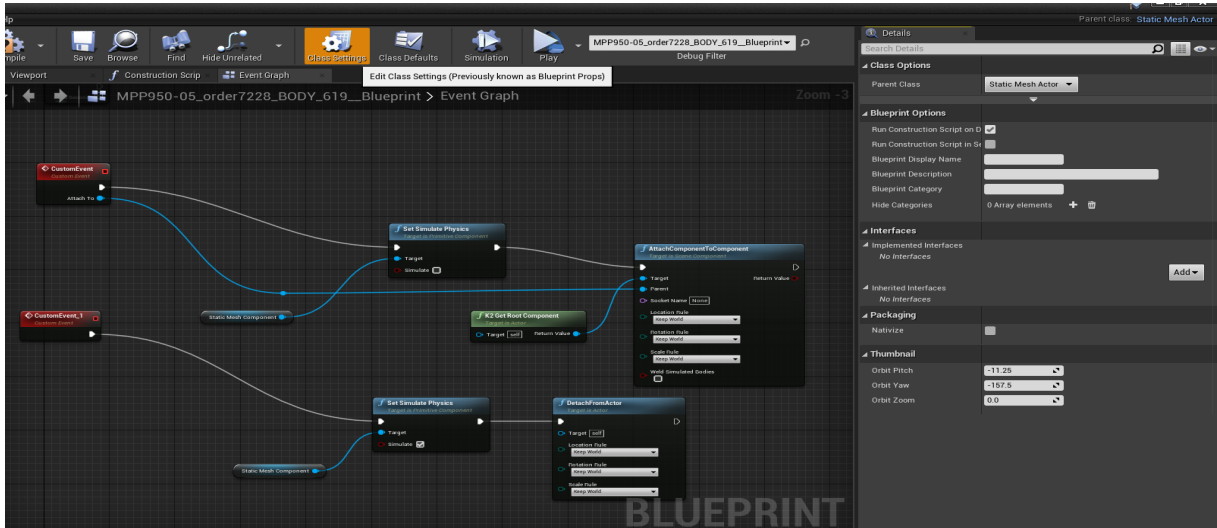 Parent class: Static Mesh Actor
Save
Browse
Find
Hide Unrelated
Class Settings
Class Defaults
Simulation
Play
MPP950-05_order7228_BODY_619__Blueprint
Debug Filter
Edit Class Settings (Previously known as Blueprint Props)
Viewport
Construction Scrip
Event Graph
MPP950-05_order7228_BODY_619__Blueprint > Event Graph
Zoom -3
CustomEvent
Custom Event
Attach To
Set Simulate Physics
Target is Primitive Component
Target
Simulate
AttachComponentToComponent
Target is Scene Component
Target
Return Value
Parent
Socket Name None
Location Rule
Keep World
Rotation Rule
Keep World
Scale Rule
Keep World
Weld Simulated Bodies
Static Mesh Component
K2 Get Root Component
Target is Actor
Target self
Return Value
CustomEvent_1
Custom Event
Set Simulate Physics
Target is Primitive Component
Target
Simulate
DetachFromActor
Target is Actor
Target self
Location Rule
Keep World
Rotation Rule
Keep World
Scale Rule
Keep World
Static Mesh Component
BLUEPRINT
Details
Search Details
Class Options
Parent Class
Static Mesh Actor
Blueprint Options
Run Construction Script on D
Run Construction Script in Se
Blueprint Display Name
Blueprint Description
Blueprint Category
Hide Categories
0 Array elements
Interfaces
Implemented Interfaces
No Interfaces
Add
Inherited Interfaces
No Interfaces
Packaging
Nativize
Thumbnail
Orbit Pitch
-11.25
Orbit Yaw
-157.5
Orbit Zoom
0.0